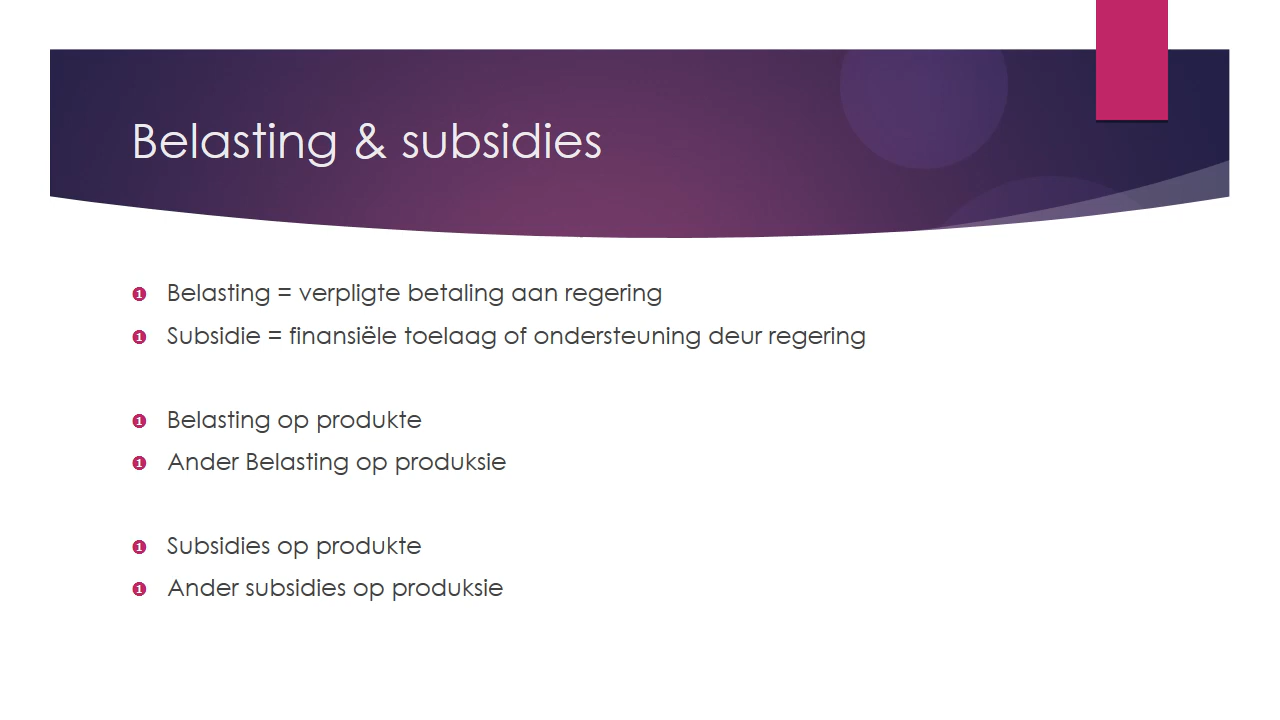 Belasting & subsidies
Belasting = verpligte betaling aan regering
Subsidie = finansiële toelaag of ondersteuning deur regering
Belasting op produkte
Ander Belasting op produksie
Subsidies op produkte
Ander subsidies op produksie